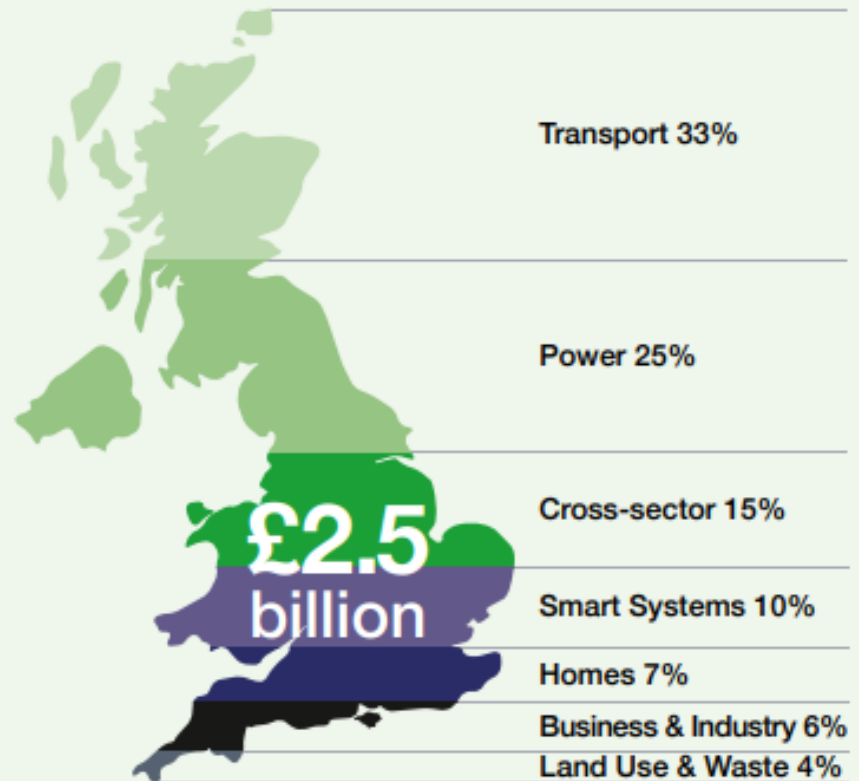 Transport 33%
Power 25%
Cross-sector 15%
£2.5
billion
Smart Systems 10%
Homes 7%
Business & Industry 6%
Land Use & Waste 4%